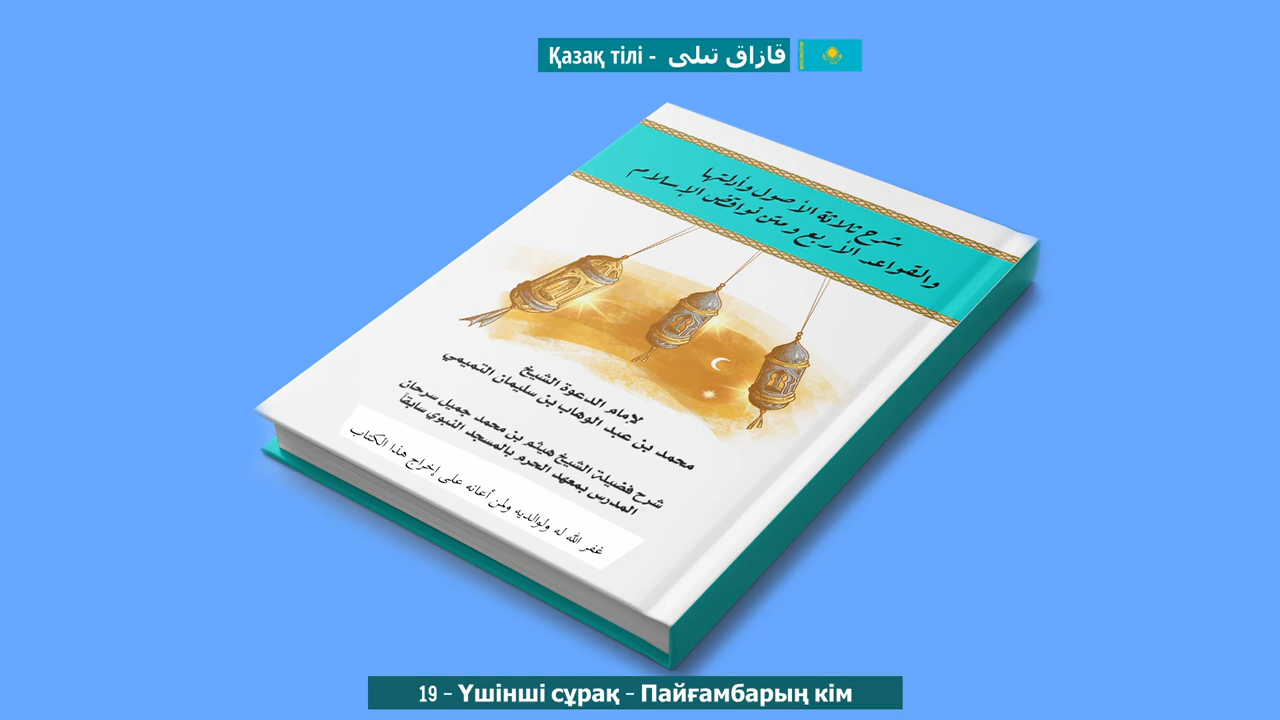 Қазақ тілі - قازاق تىلى
شرح ثلاثة الأصول وأدلتها
والقواعد الأربع ومتن نواقض الإسلام
لإمام الدعوة الشيخ
محمد بن عبد الوهاب بن سليمان التميمي
شرح فضيلة الشيخ هيثم بن محمد جميل سرحان
المدرس بمعهد الحرم بالمسجد النبوي سابقا
غفر الله له ولوالديه ولمن أعانه على إخراج هذا الكتاب
19 – Үшінші сұрақ – Пайғамбарың кім